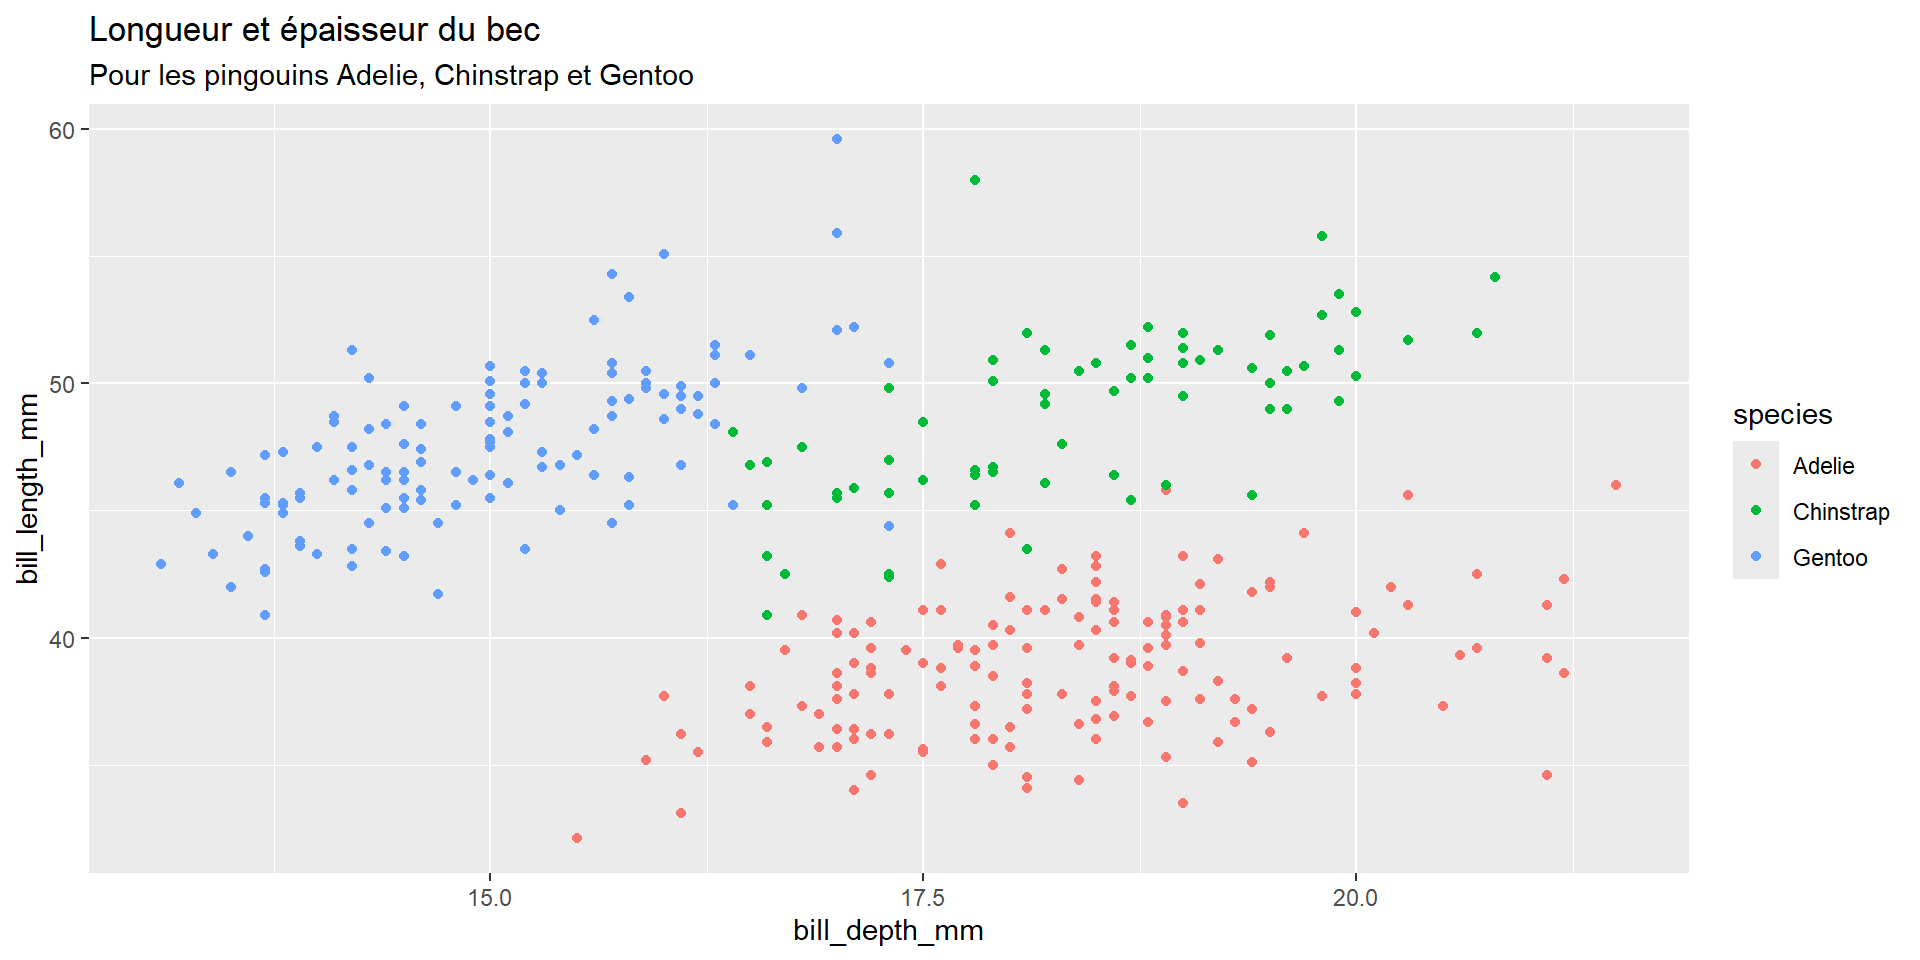 Longueur et épaisseur du bec
Pour les pingouins Adelie, Chinstrap et Gentoo
60
50
40
bill_length_mm
15.0
17.5
20.0
bill_depth_mm
species
Adelie
Chinstrap
Gentoo